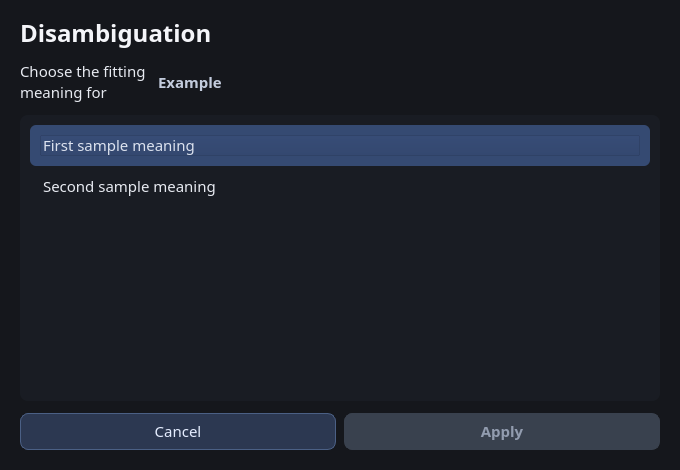 Disambiguation
Choose the fitting
meaning for
Example
First sample meaning
Second sample meaning
Cancel
Apply